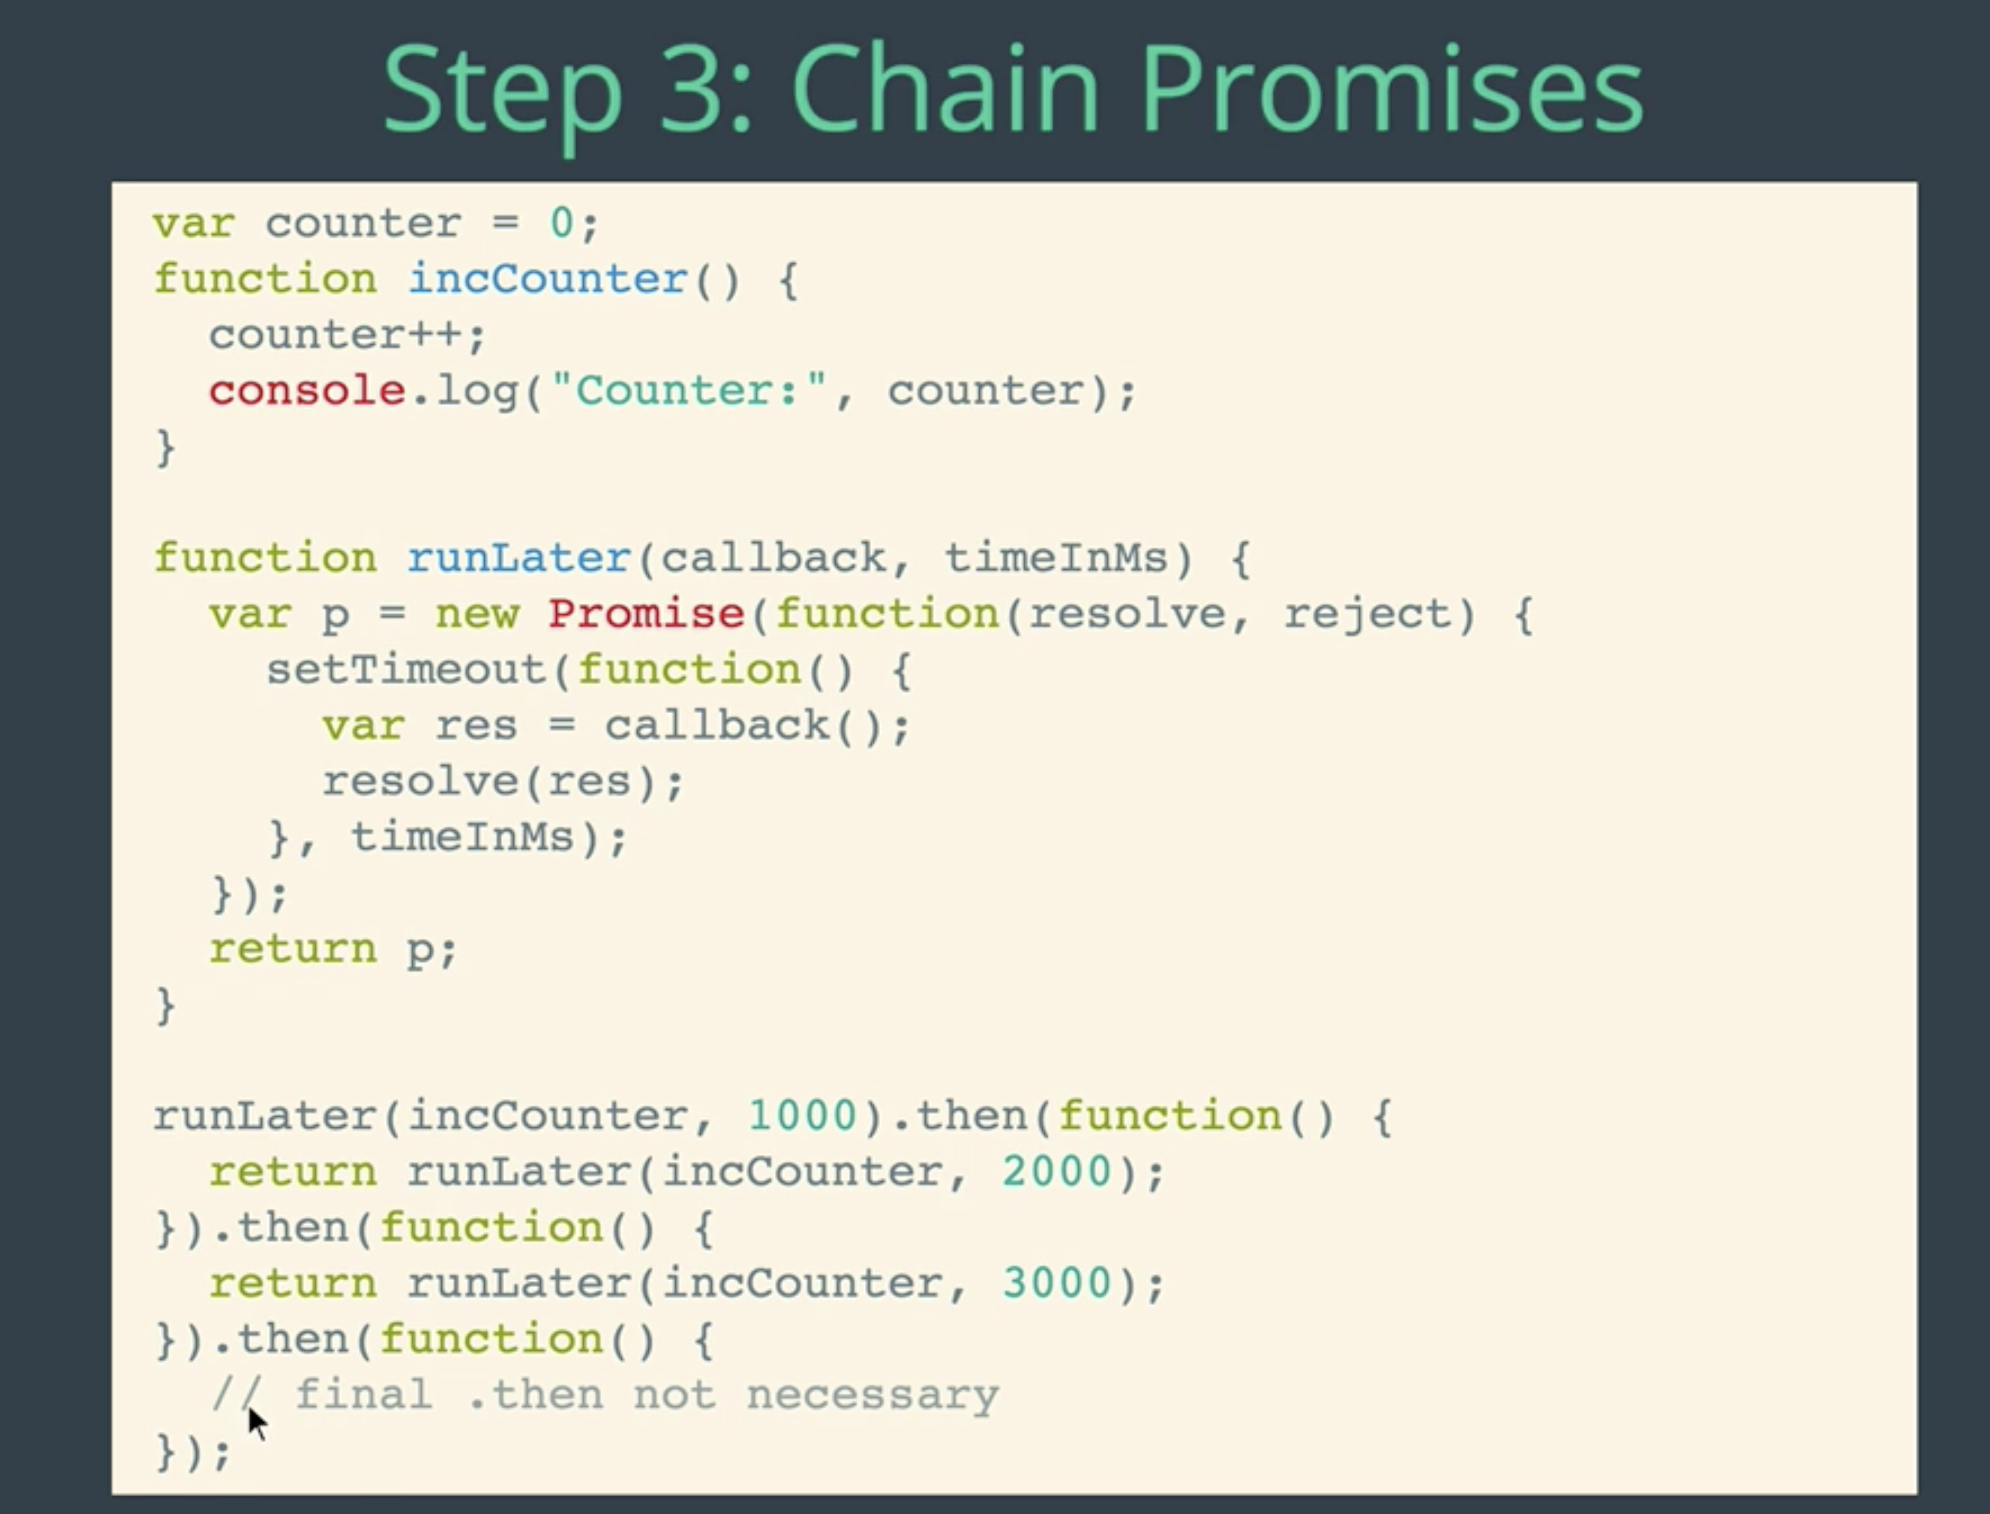 Step 3: Chain Promises
var counter = 0;
function incCounter() {
  counter++;
  console.log("Counter:", counter);
}

function runLater(callback, timeInMs) {
  var p = new Promise(function(resolve, reject) {
    setTimeout(function() {
      var res = callback();
      resolve(res);
    }, timeInMs);
  });
  return p;
}

runLater(incCounter, 1000).then(function() {
  return runLater(incCounter, 2000);
}).then(function() {
  return runLater(incCounter, 3000);
}).then(function() {
  // final .then not necessary
});